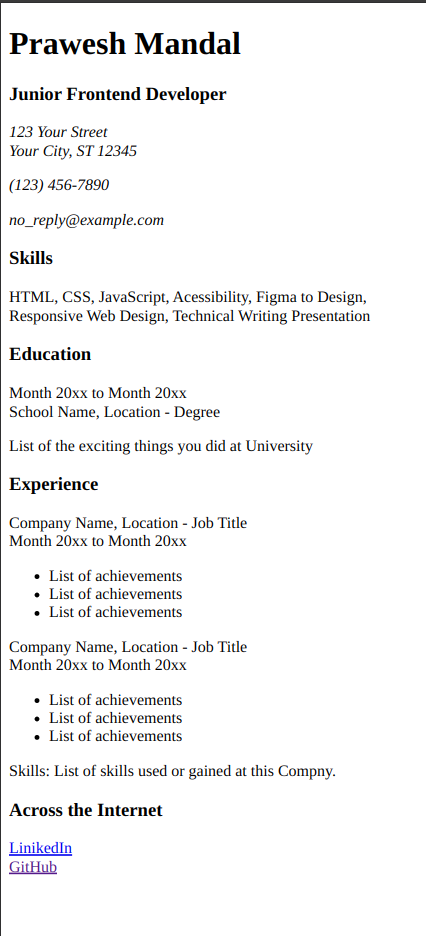 Prawesh Mandal
Junior Frontend Developer
123 Your Street
Your City, ST 12345
(123) 456-7890
no_reply@example.com
Skills
HTML, CSS, JavaScript, Acessibility, Figma to Design,
Responsive Web Design, Technical Writing Presentation
Education
Month 20xx to Month 20xx
School Name, Location - Degree
List of the exciting things you did at University
Experience
Company Name, Location - Job Title
Month 20xx to Month 20xx
• List of achievements
• List of achievements
• List of achievements
Company Name, Location - Job Title
Month 20xx to Month 20xx
• List of achievements
• List of achievements
• List of achievements
Skills: List of skills used or gained at this Compny.
Across the Internet
LinikedIn
GitHub